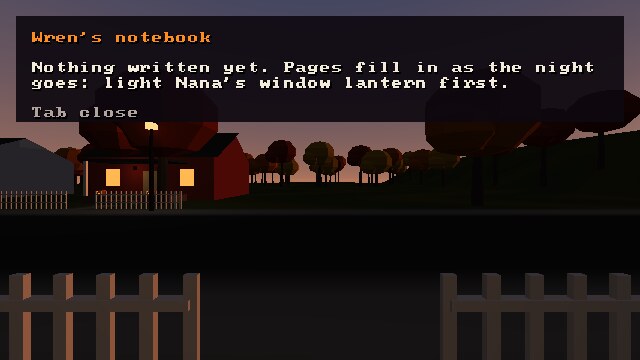 Wren's notebook
Nothing written yet. Pages fill in as the night
goes: light Nana's window lantern first.
Tab close